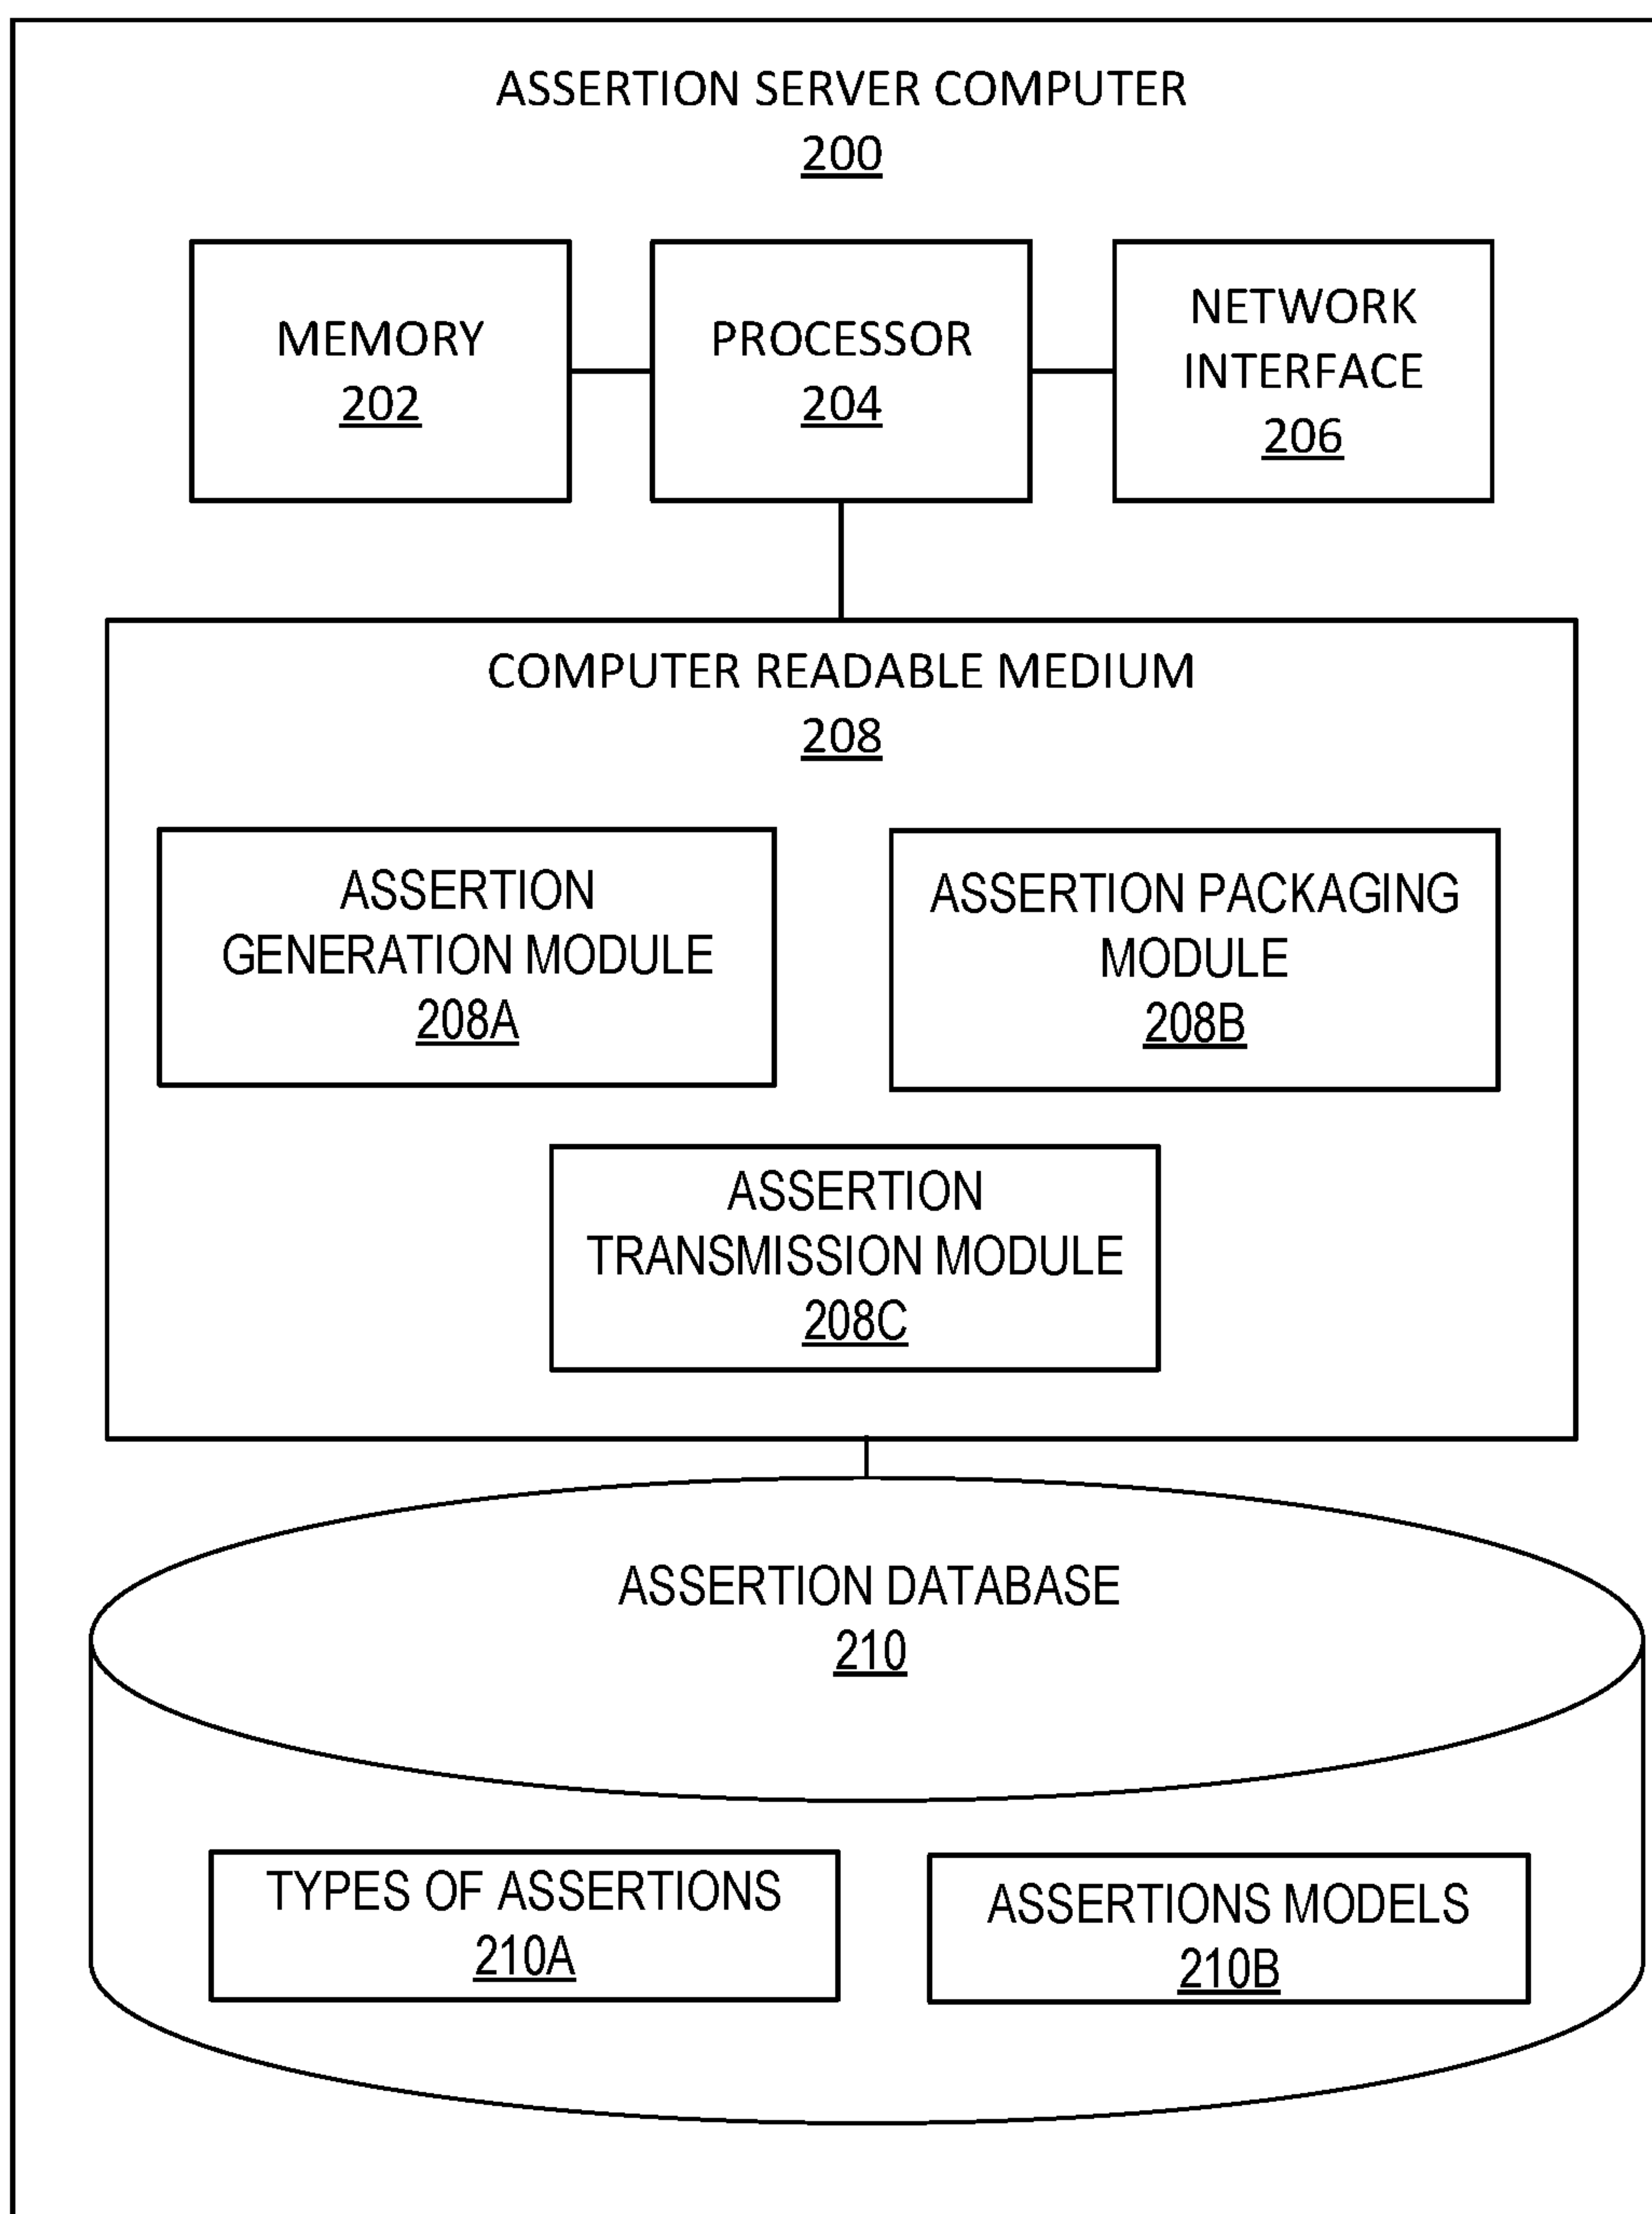 ASSERTION SERVER COMPUTER
200
MEMORY
202
PROCESSOR
204
NETWORK
INTERFACE
206
COMPUTER READABLE MEDIUM
208
ASSERTION
GENERATION MODULE
208A
ASSERTION PACKAGING
MODULE
208B
ASSERTION
TRANSMISSION MODULE
208C
ASSERTION DATABASE
210
TYPES OF ASSERTIONS
210A
ASSERTIONS MODELS
210B